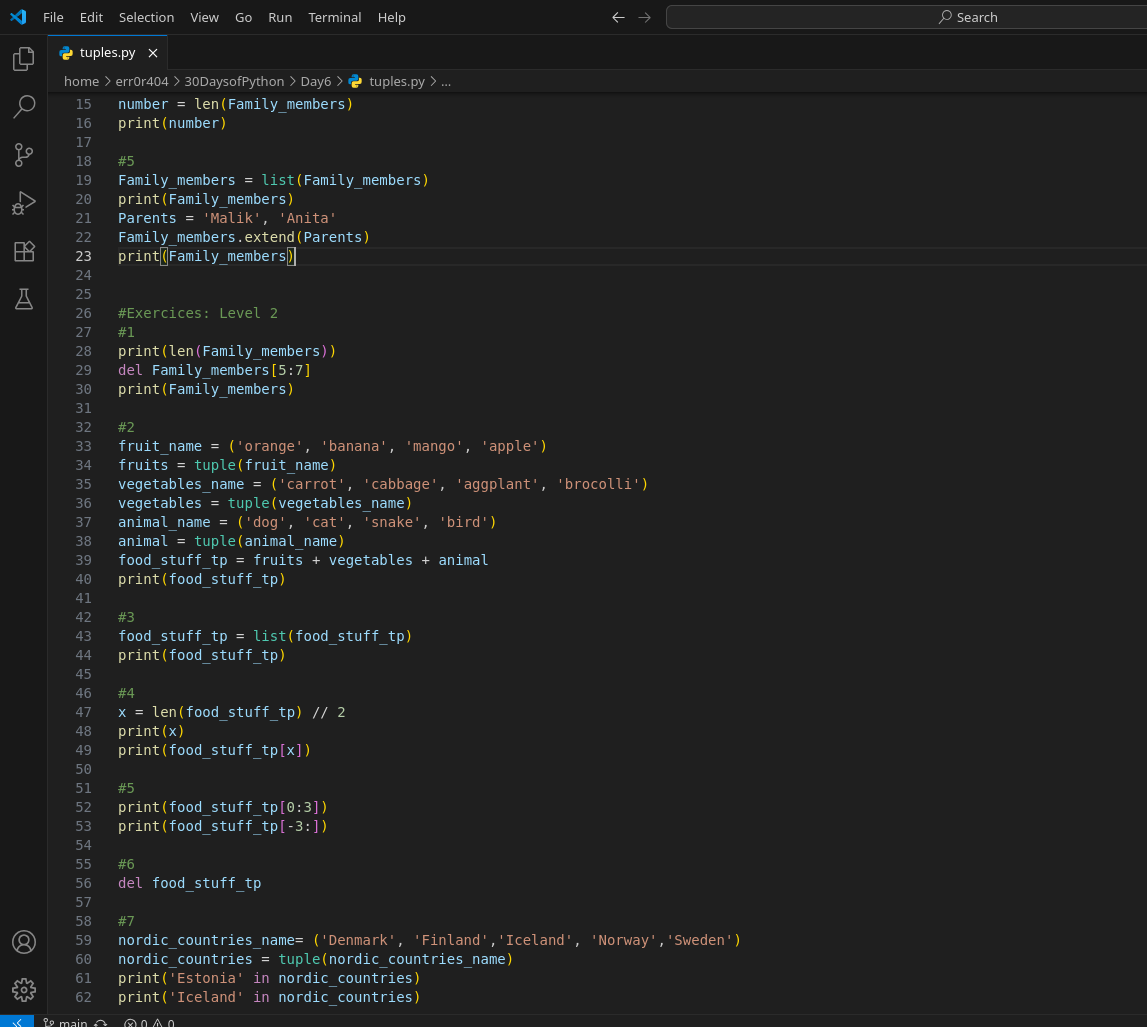 File Edit Selection View Go Run Terminal Help Search
tuples.py
home > err0r404 > 30DaysofPython > Day6 > tuples.py > ...
15 number = len(Family_members)
16 print(number)
17
18 #5
19 Family_members = list(Family_members)
20 print(Family_members)
21 Parents = 'Malik', 'Anita'
22 Family_members.extend(Parents)
23 print(Family_members)
24
25
26 #Exercices: Level 2
27 #1
28 print(len(Family_members))
29 del Family_members[5:7]
30 print(Family_members)
31
32 #2
33 fruit_name = ('orange', 'banana', 'mango', 'apple')
34 fruits = tuple(fruit_name)
35 vegetables_name = ('carrot', 'cabbage', 'aggplant', 'brocolli')
36 vegetables = tuple(vegetables_name)
37 animal_name = ('dog', 'cat', 'snake', 'bird')
38 animal = tuple(animal_name)
39 food_stuff_tp = fruits + vegetables + animal
40 print(food_stuff_tp)
41
42 #3
43 food_stuff_tp = list(food_stuff_tp)
44 print(food_stuff_tp)
45
46 #4
47 x = len(food_stuff_tp) // 2
48 print(x)
49 print(food_stuff_tp[x])
50
51 #5
52 print(food_stuff_tp[0:3])
53 print(food_stuff_tp[-3:])
54
55 #6
56 del food_stuff_tp
57
58 #7
59 nordic_countries_name= ('Denmark', 'Finland','Iceland', 'Norway','Sweden')
60 nordic_countries = tuple(nordic_countries_name)
61 print('Estonia' in nordic_countries)
62 print('Iceland' in nordic_countries)
main 0 0